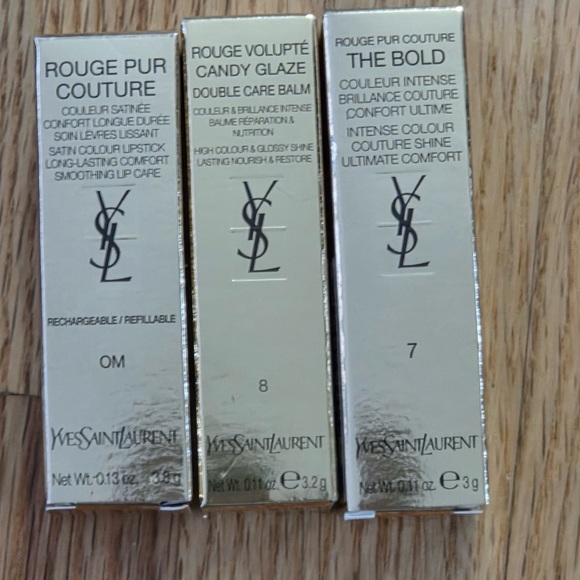 ROUGE PUR
COUTURE
COULEUR SATINÉE
CONFORT LONGUE DURÉE
SOIN LÈVRES LISSANT
SATIN COLOUR LIPSTICK
LONG-LASTING COMFORT
SMOOTHING LIP CARE
YSL
RECHARGEABLE / REFILLABLE
OM
YVESSAINTLAURENT
Net Wt. 0.13 oz. 3.8 g
ROUGE VOLUPTÉ
CANDY GLAZE
DOUBLE CARE BALM
COULEUR & BRILLANCE INTENSE
BAUME RÉPARATION &
NUTRITION
HIGH COLOUR & GLOSSY SHINE
LASTING NOURISH & RESTORE
YSL
8
YVESSAINTLAURENT
Net Wt. 0.11 oz. e 3.2 g
ROUGE PUR COUTURE
THE BOLD
COULEUR INTENSE
BRILLANCE COUTURE
CONFORT ULTIME
INTENSE COLOUR
COUTURE SHINE
ULTIMATE COMFORT
YSL
7
YVESSAINTLAURENT
Net Wt. 0.11 oz. e 3 g